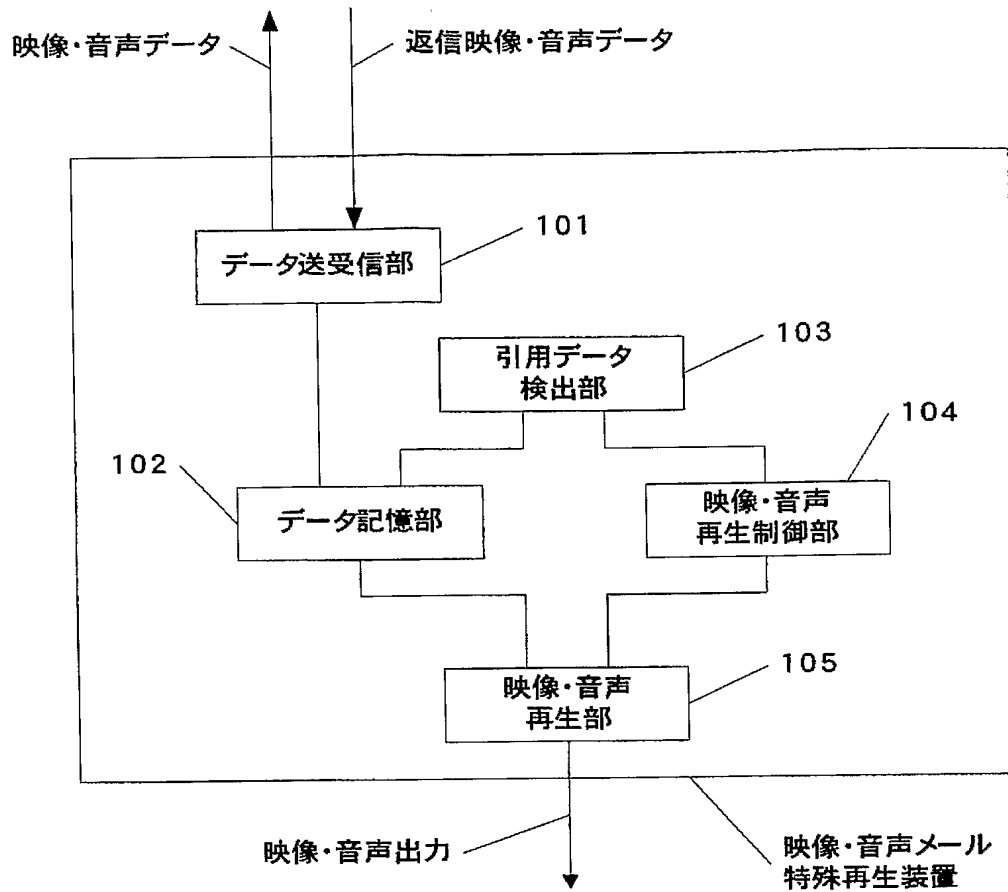 映像・音声データ
返信映像・音声データ
101
データ送受信部
103
引用データ
検出部
104
102
データ記憶部
映像・音声
再生制御部
105
映像・音声
再生部
映像・音声出力
映像・音声メール
特殊再生装置